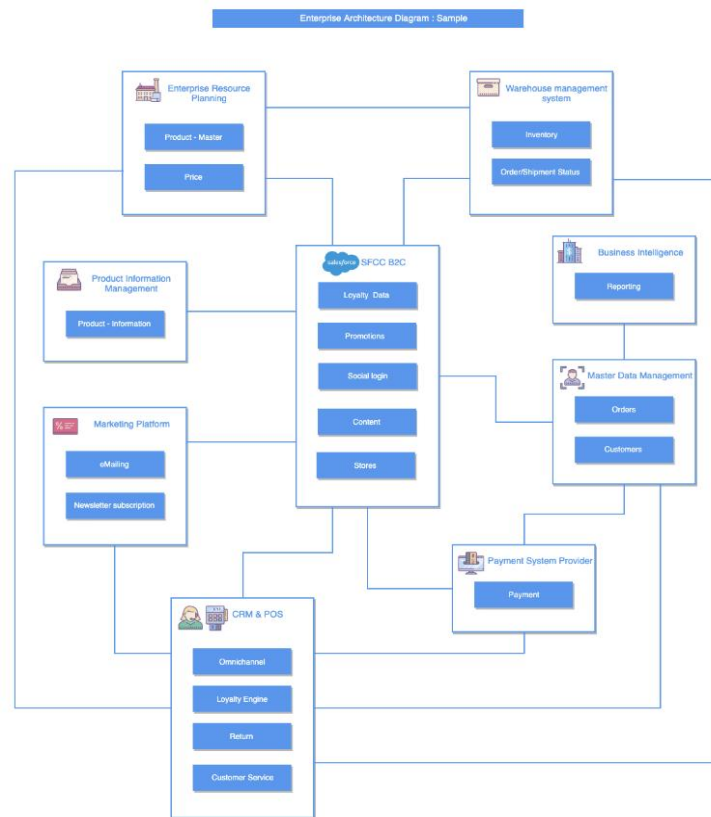 Enterprise Architecture Diagram : Sample
Enterprise Resource
Planning
Product - Master
Price
Warehouse management
system
Inventory
Order/Shipment Status
Product Information
Management
Product - Information
salesforce
SFCC B2C
Loyalty Data
Promotions
Social login
Content
Stores
Business Intelligence
Reporting
Master Data Management
Orders
Customers
Marketing Platform
eMailing
Newsletter subscription
Payment System Provider
Payment
CRM & POS
Omnichannel
Loyalty Engine
Return
Customer Service